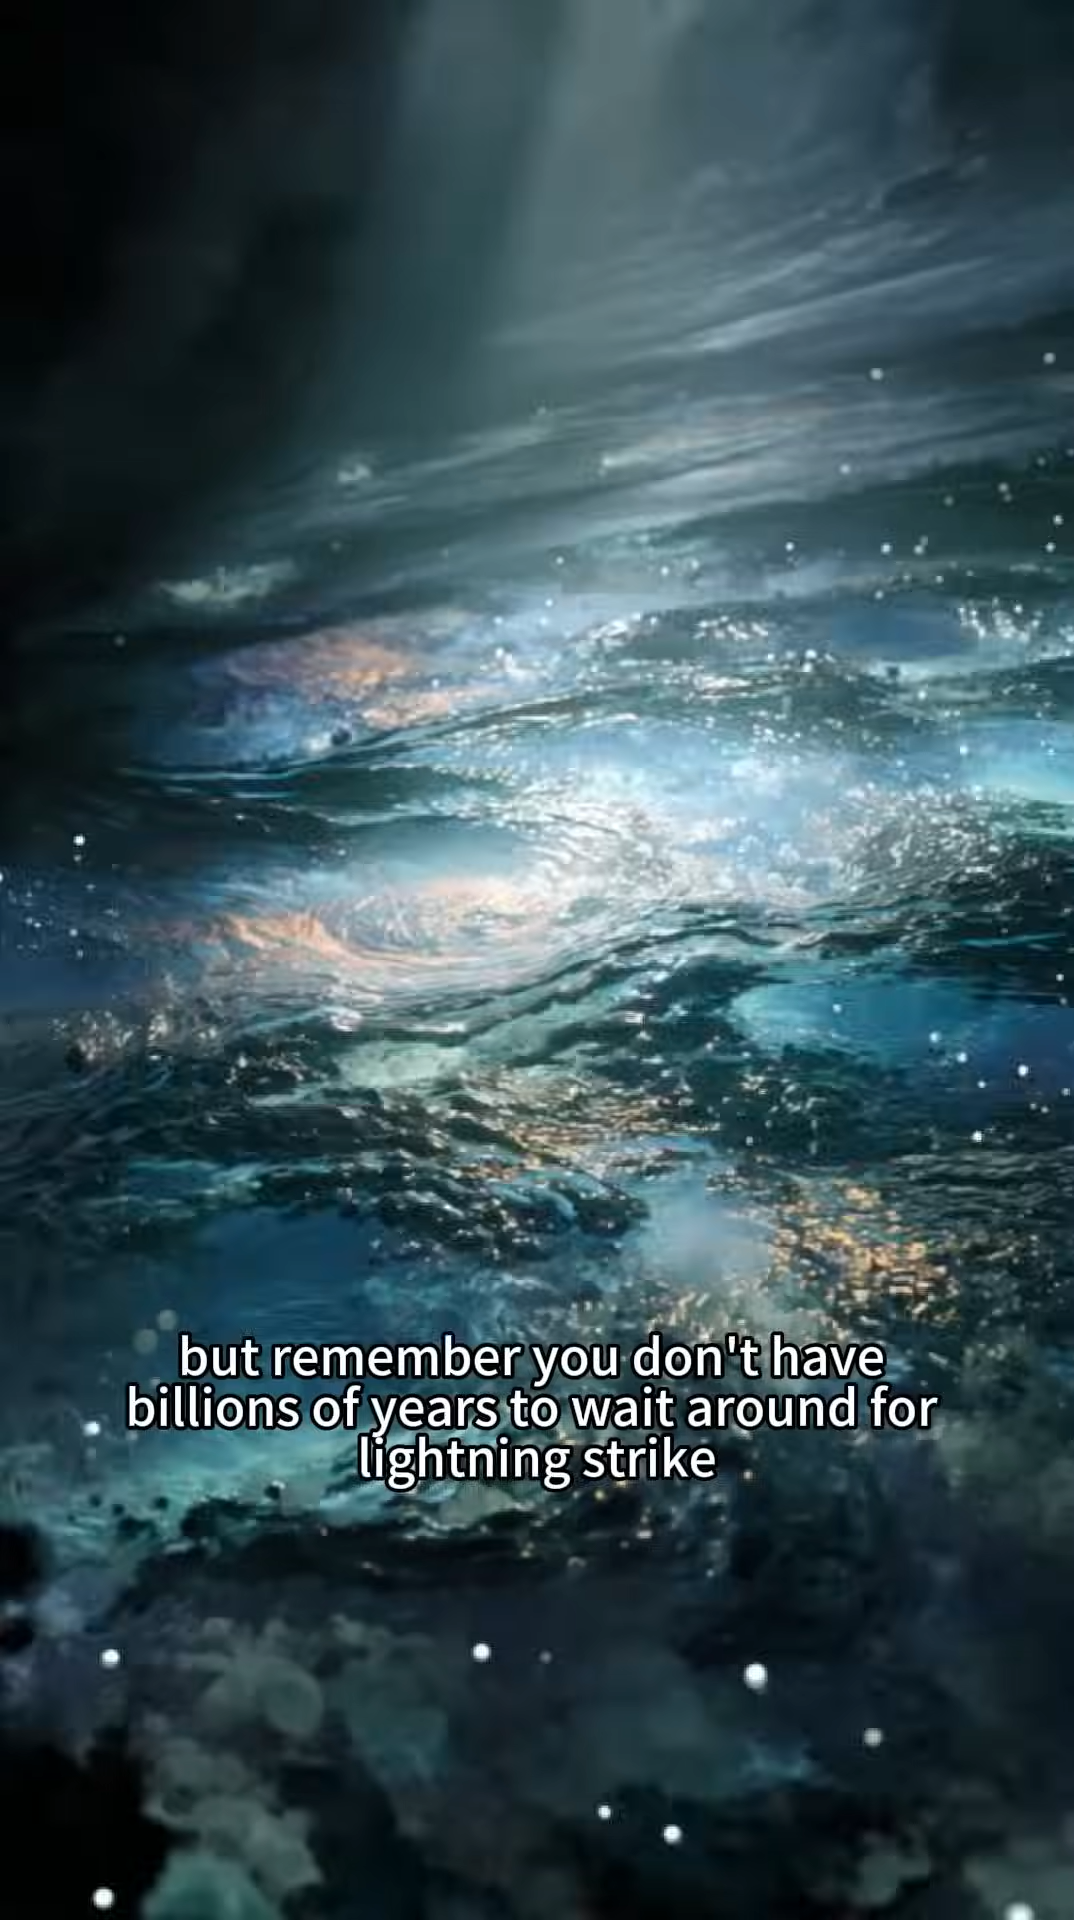 but remember you don't have
billions of years to wait around for
lightning strike